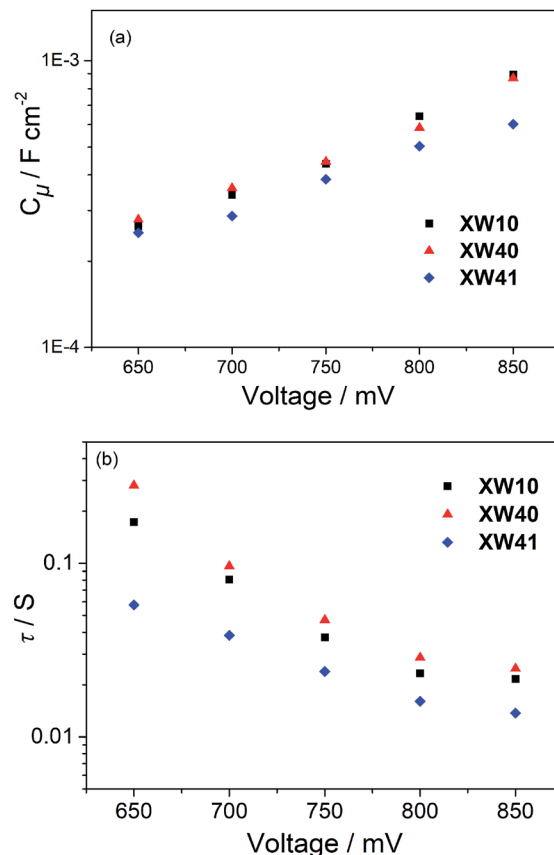 (a)
1E-3
C_μ / F cm⁻²
1E-4
XW10
XW40
XW41
650 700 750 800 850
Voltage / mV
(b)
XW10
XW40
XW41
0.1
τ / S
0.01
650 700 750 800 850
Voltage / mV